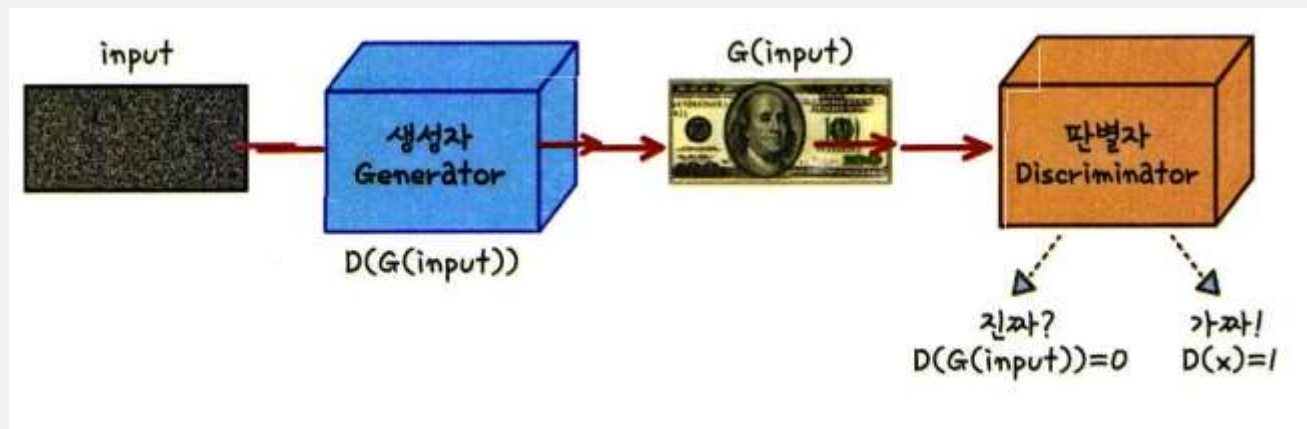 input
생성자
Generator
D(G(input))
G(input)
판별자
Discriminator
진짜?
D(G(input))=0
가짜!
D(x)=1